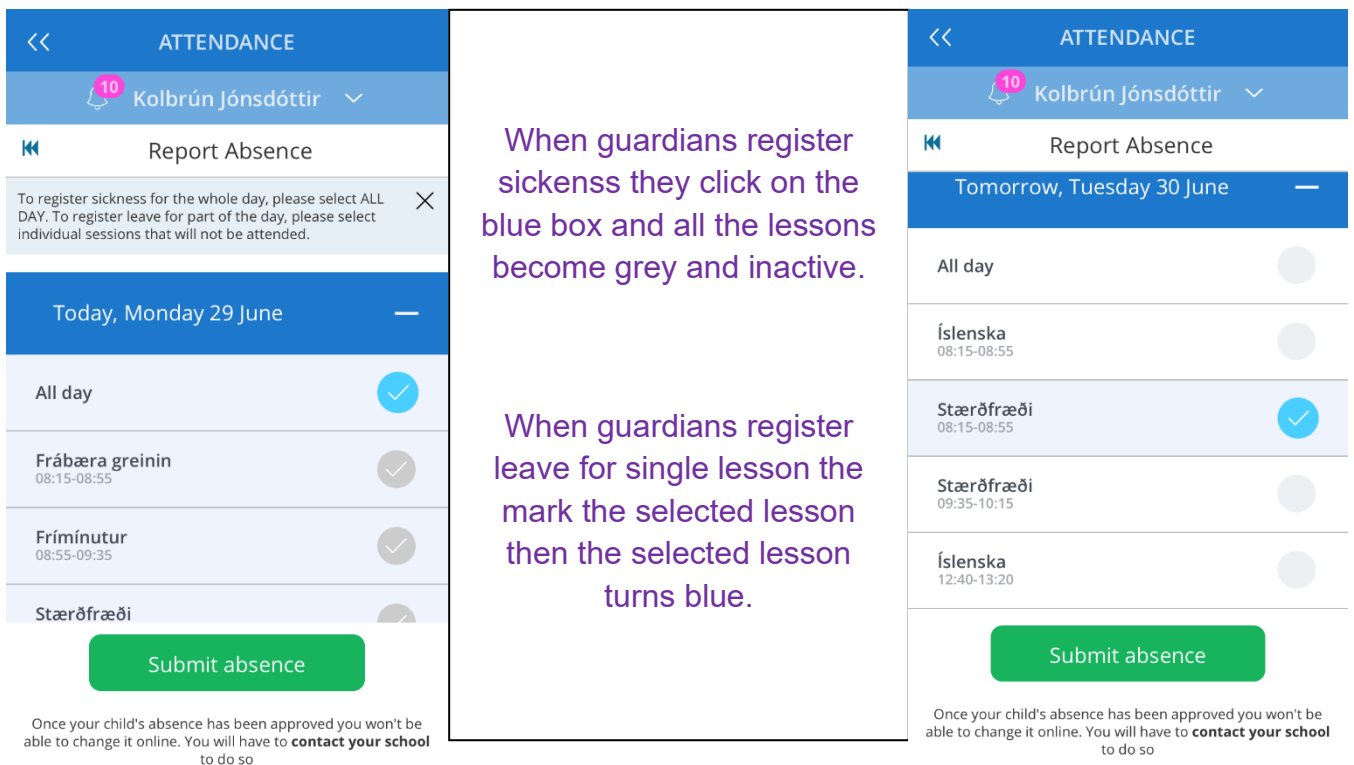 <<
ATTENDANCE
10
Kolbrún Jónsdóttir
Report Absence
To register sickness for the whole day, please select ALL
DAY. To register leave for part of the day, please select
individual sessions that will not be attended.
Today, Monday 29 June
All day
Frábæra greinin
08:15-08:55
Frímínutur
08:55-09:35
Stærðfræði
Submit absence
Once your child's absence has been approved you won't be
able to change it online. You will have to contact your school
to do so
When guardians register
sickenss they click on the
blue box and all the lessons
become grey and inactive.
When guardians register
leave for single lesson the
mark the selected lesson
then the selected lesson
turns blue.
<<
ATTENDANCE
10
Kolbrún Jónsdóttir
Report Absence
Tomorrow, Tuesday 30 June
All day
Íslenska
08:15-08:55
Stærðfræði
08:15-08:55
Stærðfræði
09:35-10:15
Íslenska
12:40-13:20
Submit absence
Once your child's absence has been approved you won't be
able to change it online. You will have to contact your school
to do so